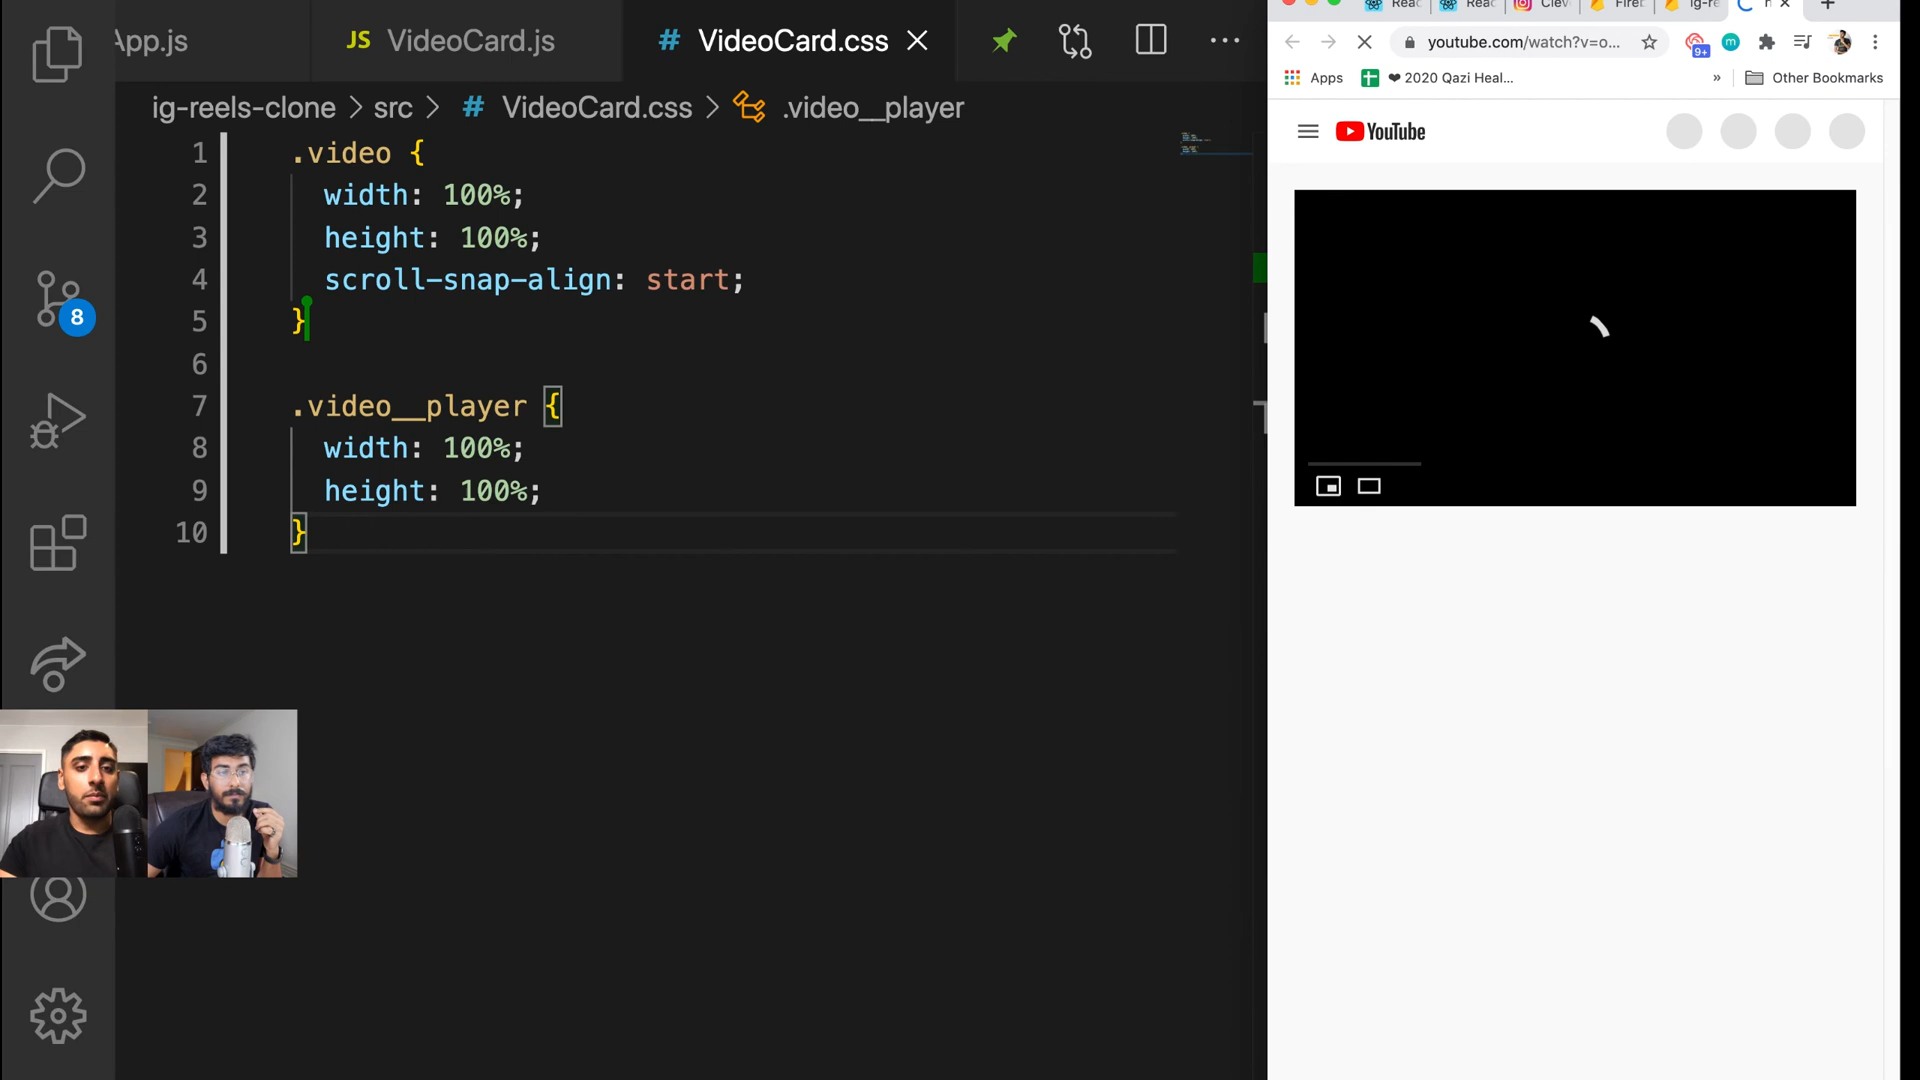 App.js
JS VideoCard.js
# VideoCard.css
ig-reels-clone > src > # VideoCard.css > .video__player
1 .video {
2 width: 100%;
3 height: 100%;
4 scroll-snap-align: start;
5 }
6
7 .video__player {
8 width: 100%;
9 height: 100%;
10 }
8
youtube.com/watch?v=o...
9+
m
Apps
❤ 2020 Qazi Heal...
»
Other Bookmarks
YouTube